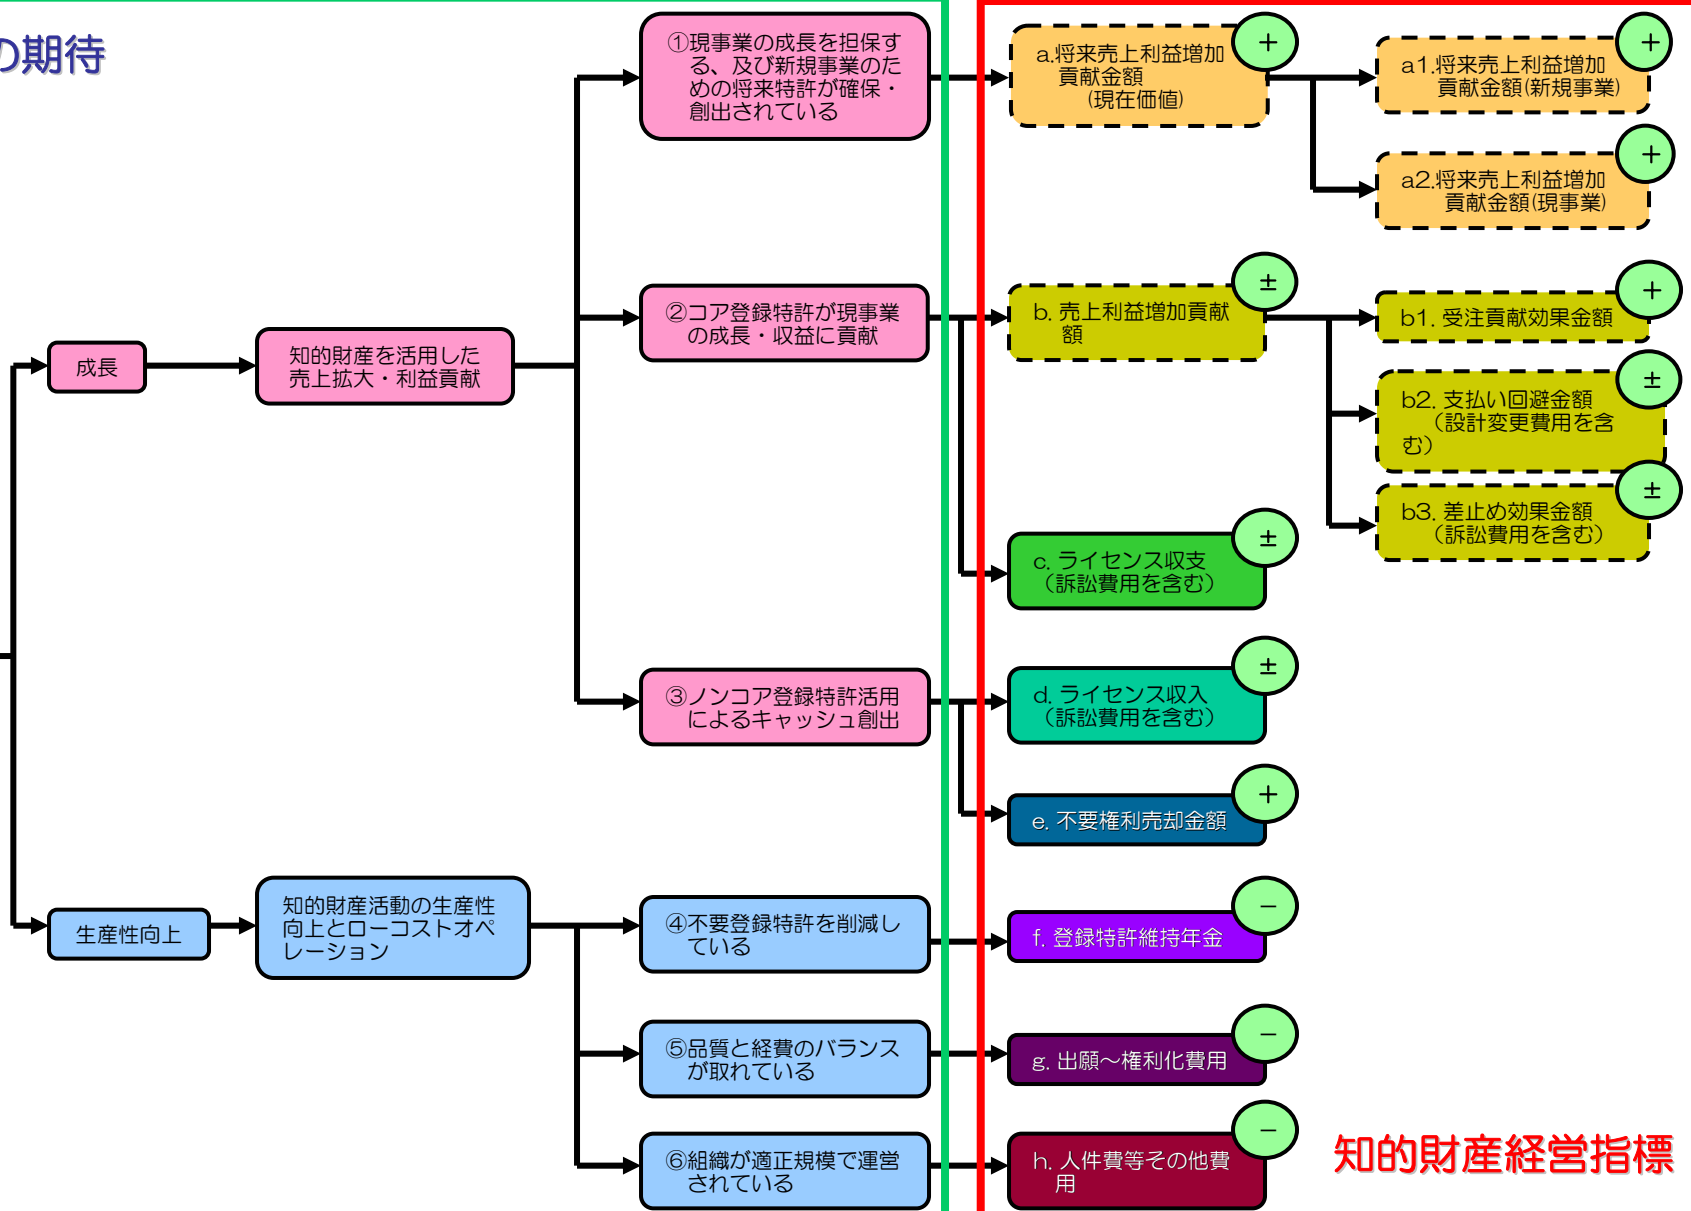 の期待
成長
知的財産を活用した
売上拡大・利益貢献
①現事業の成長を担保す
る、及び新規事業のた
めの将来特許が確保・
創出されている
②コア登録特許が現事業
の成長・収益に貢献
③ノンコア登録特許活用
によるキャッシュ創出
生産性向上
知的財産活動の生産性
向上とローコストオペ
レーション
④不要登録特許を削減し
ている
⑤品質と経費のバランス
が取れている
⑥組織が適正規模で運営
されている
a.将来売上利益増加
貢献金額
(現在価値)
+
a1.将来売上利益増加
貢献金額(新規事業)
+
a2.将来売上利益増加
貢献金額(現事業)
+
b. 売上利益増加貢献
額
±
b1. 受注貢献効果金額
+
b2. 支払い回避金額
（設計変更費用を含
む）
±
b3. 差止め効果金額
（訴訟費用を含む）
±
c. ライセンス収支
（訴訟費用を含む）
±
d. ライセンス収入
（訴訟費用を含む）
±
e. 不要権利売却金額
+
f. 登録特許維持年金
−
g. 出願～権利化費用
−
h. 人件費等その他費
用
−
知的財産経営指標